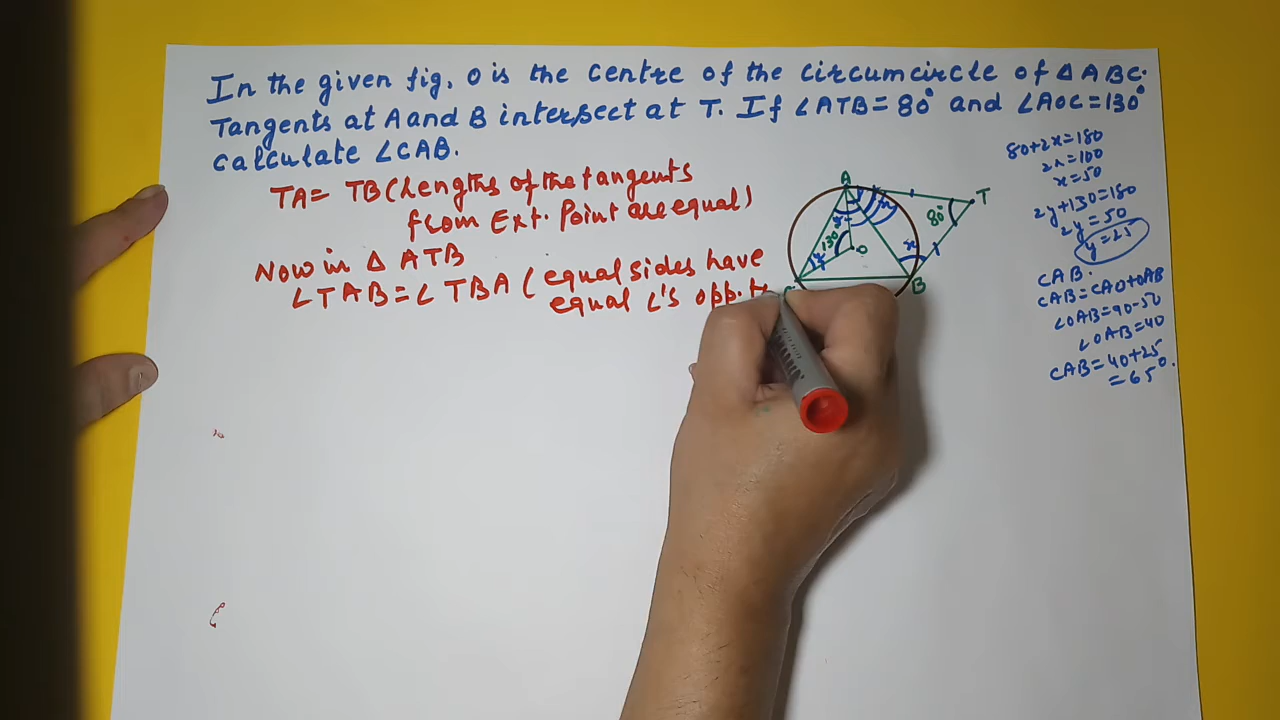 In the given fig, O is the centre of the circumcircle of △ABC.
Tangents at A and B intersect at T. If ∠ATB = 80° and ∠AOC = 130°
calculate ∠CAB.
TA = TB (lengths of the tangents
from Ext. Point are equal)
Now in △ ATB
∠TAB = ∠TBA ( equal sides have
equal ∠'s opp. to
A
T
80°
x
x
130
O
y
y
B
C
80+2x=180
2x=100
x=50
2y+130=180
2y=50
y=25
CAB.
CAB=CAO+OAB
∠OAB=90-50
∠OAB=40
CAB=40+25
=65°.